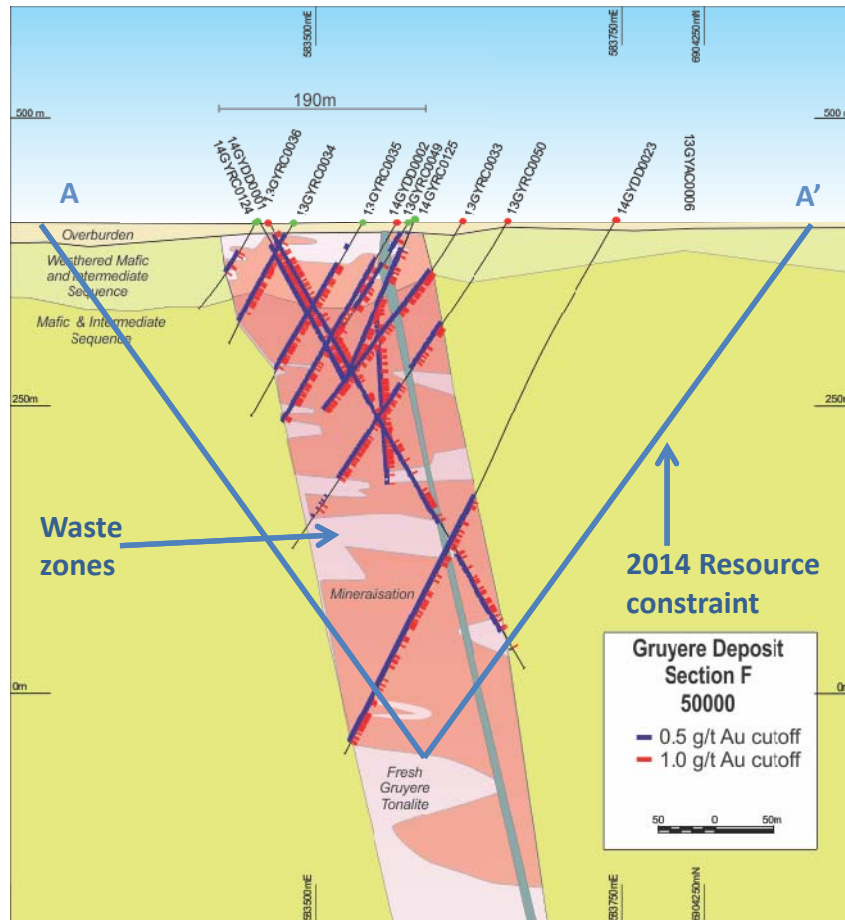 583500mE
583750mE
6904250mN
190m
500 m
500
14GYRC0124
14GYDD0001
13GYRC0036
13GYRC0034
13GYRC0035
14GYDD0002
13GYRC0049
14GYRC0125
13GYRC0033
13GYRC0050
14GYDD0023
13GYAC0006
A
A'
Overburden
Weathered Mafic
and Intermediate
Sequence
Mafic & Intermediate
Sequence
250m
250m
Waste
zones
2014 Resource
constraint
Mineralisation
Gruyere Deposit
Section F
50000
0.5 g/t Au cutoff
1.0 g/t Au cutoff
50 0 50m
0m
0m
Fresh
Gruyere
Tonalite
583500mE
583750mE
6904250mN